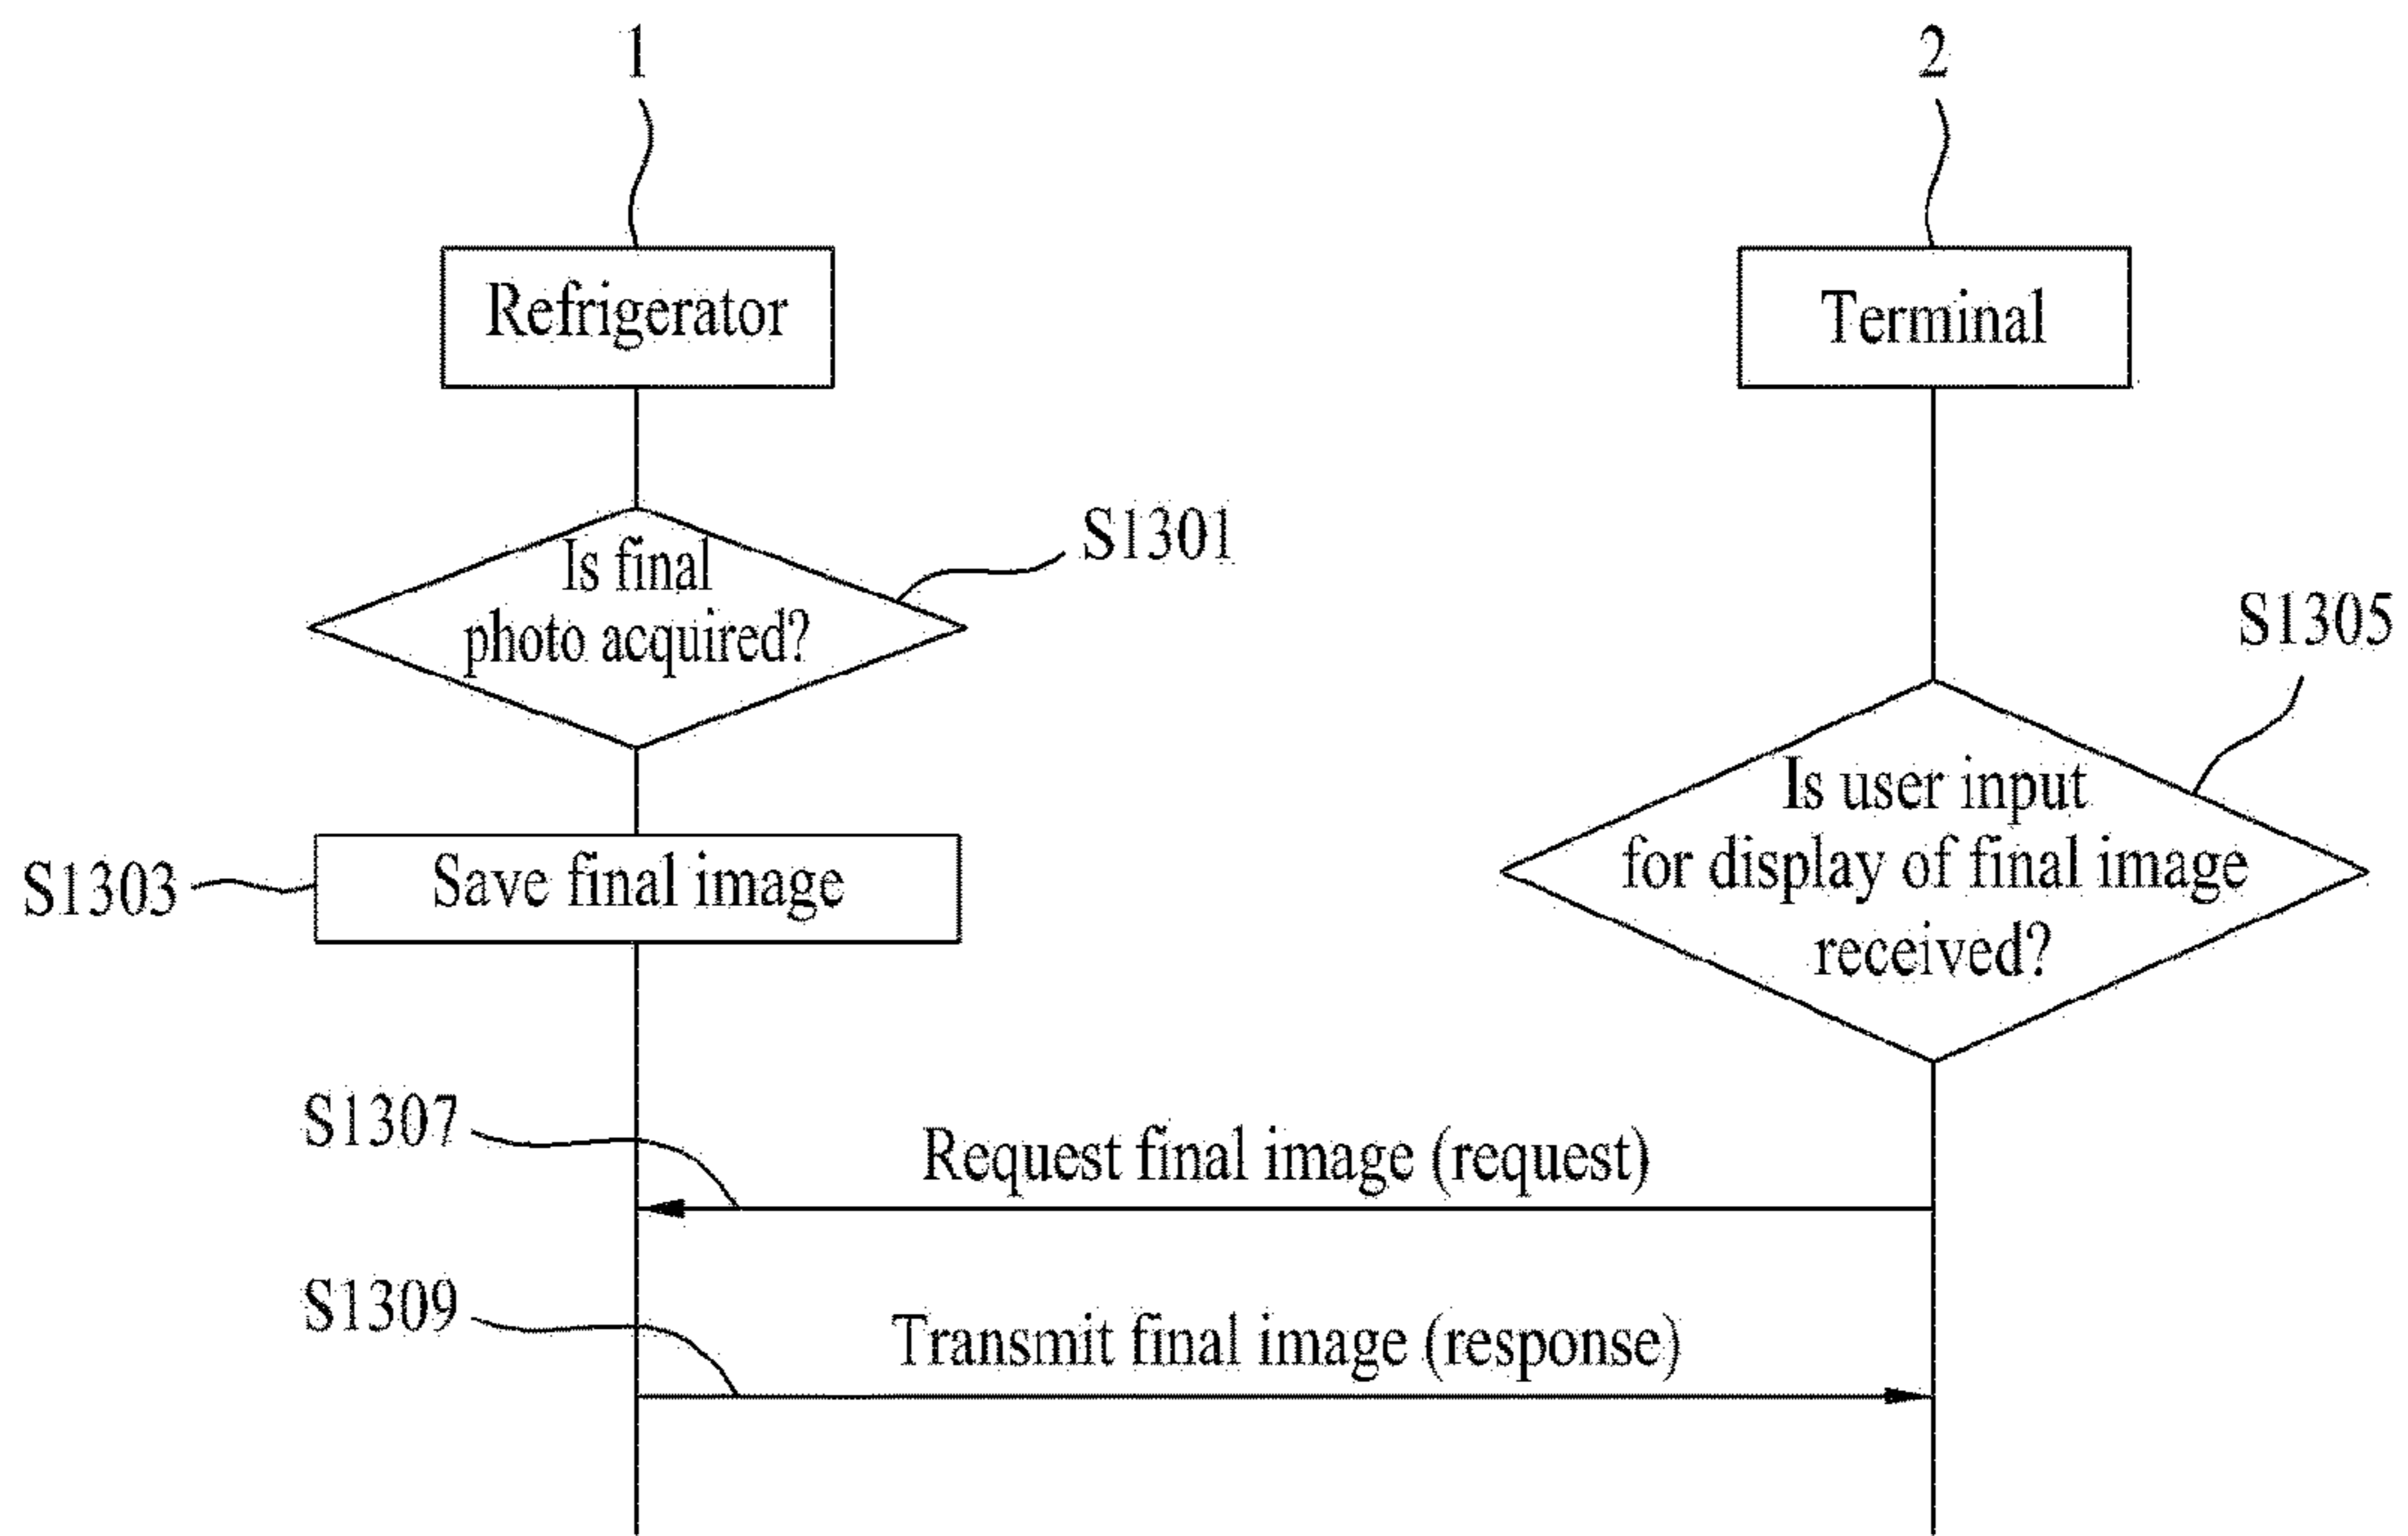 1
2
Refrigerator
Terminal
Is final
photo acquired?
S1301
S1305
Is user input
for display of final image
received?
S1303
Save final image
S1307
Request final image (request)
S1309
Transmit final image (response)